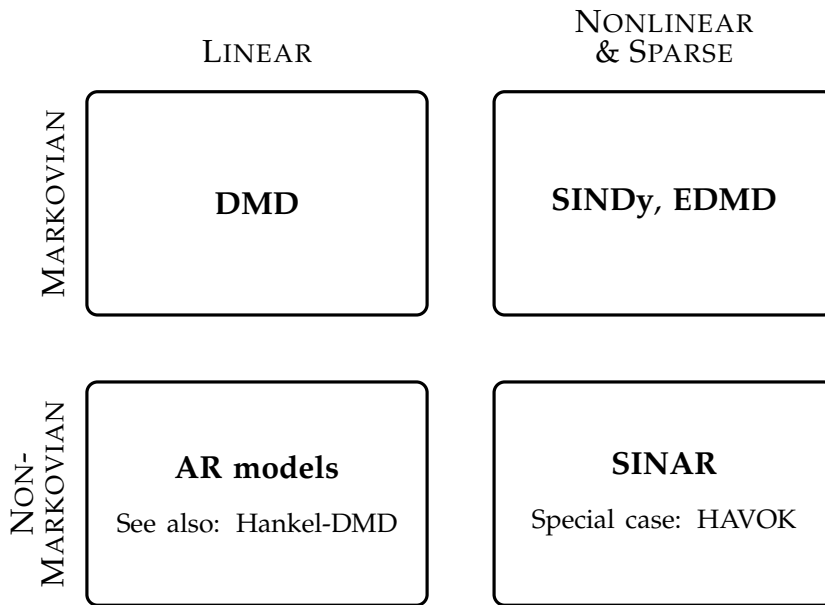 LINEAR
NONLINEAR
& SPARSE
MARKOVIAN
DMD
SINDy, EDMD
NON-
MARKOVIAN
AR models
See also: Hankel-DMD
SINAR
Special case: HAVOK